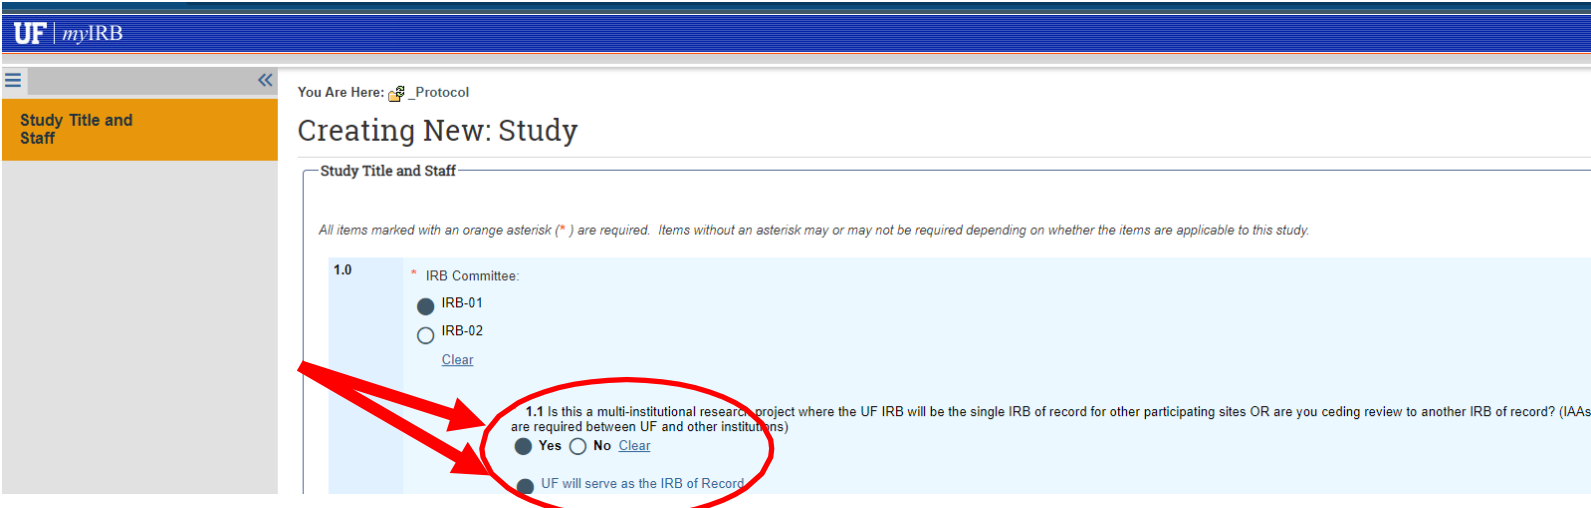 UF | myIRB
You Are Here: _Protocol
Study Title and
Staff
Creating New: Study
Study Title and Staff
All items marked with an orange asterisk (* ) are required. Items without an asterisk may or may not be required depending on whether the items are applicable to this study.
1.0 * IRB Committee:
IRB-01
IRB-02
Clear
1.1 Is this a multi-institutional research project where the UF IRB will be the single IRB of record for other participating sites OR are you ceding review to another IRB of record? (IAAs
are required between UF and other institutions)
Yes No Clear
UF will serve as the IRB of Record